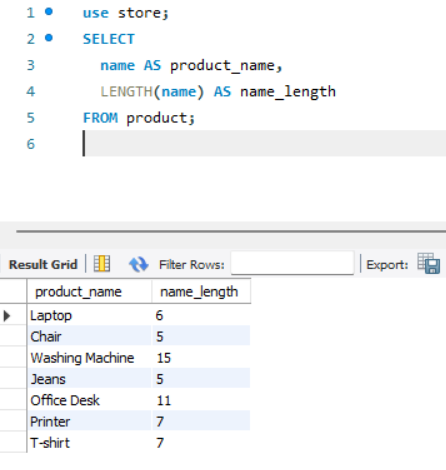 1 use store;
2 SELECT
3 name AS product_name,
4 LENGTH(name) AS name_length
5 FROM product;
6
Result Grid Filter Rows: Export:
product_name name_length
Laptop 6
Chair 5
Washing Machine 15
Jeans 5
Office Desk 11
Printer 7
T-shirt 7